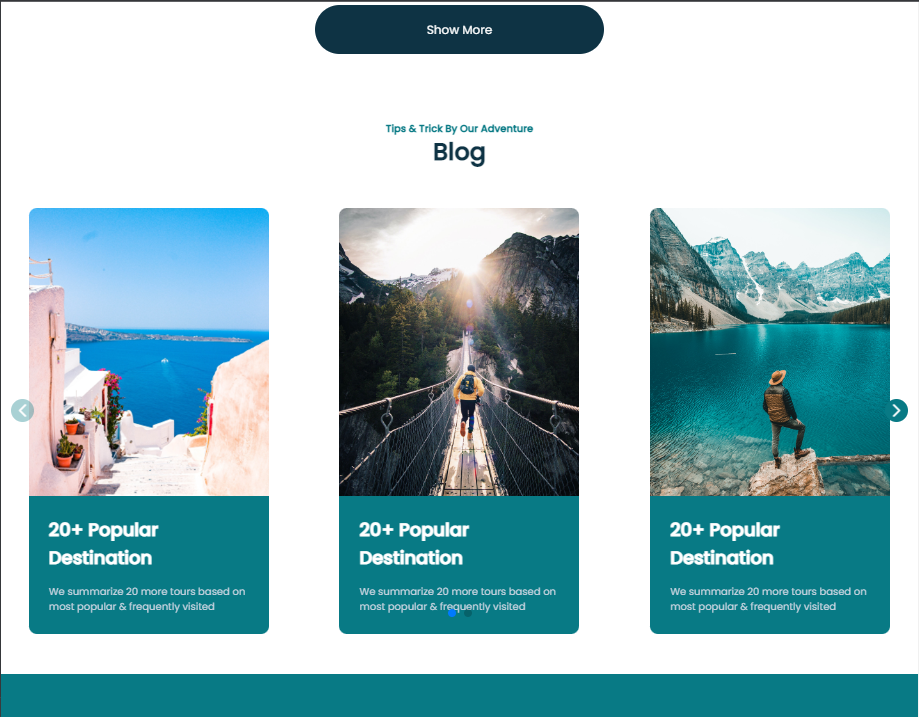 Show More
Tips & Trick By Our Adventure
Blog
20+ Popular
Destination
We summarize 20 more tours based on
most popular & frequently visited
20+ Popular
Destination
We summarize 20 more tours based on
most popular & frequently visited
20+ Popular
Destination
We summarize 20 more tours based on
most popular & frequently visited